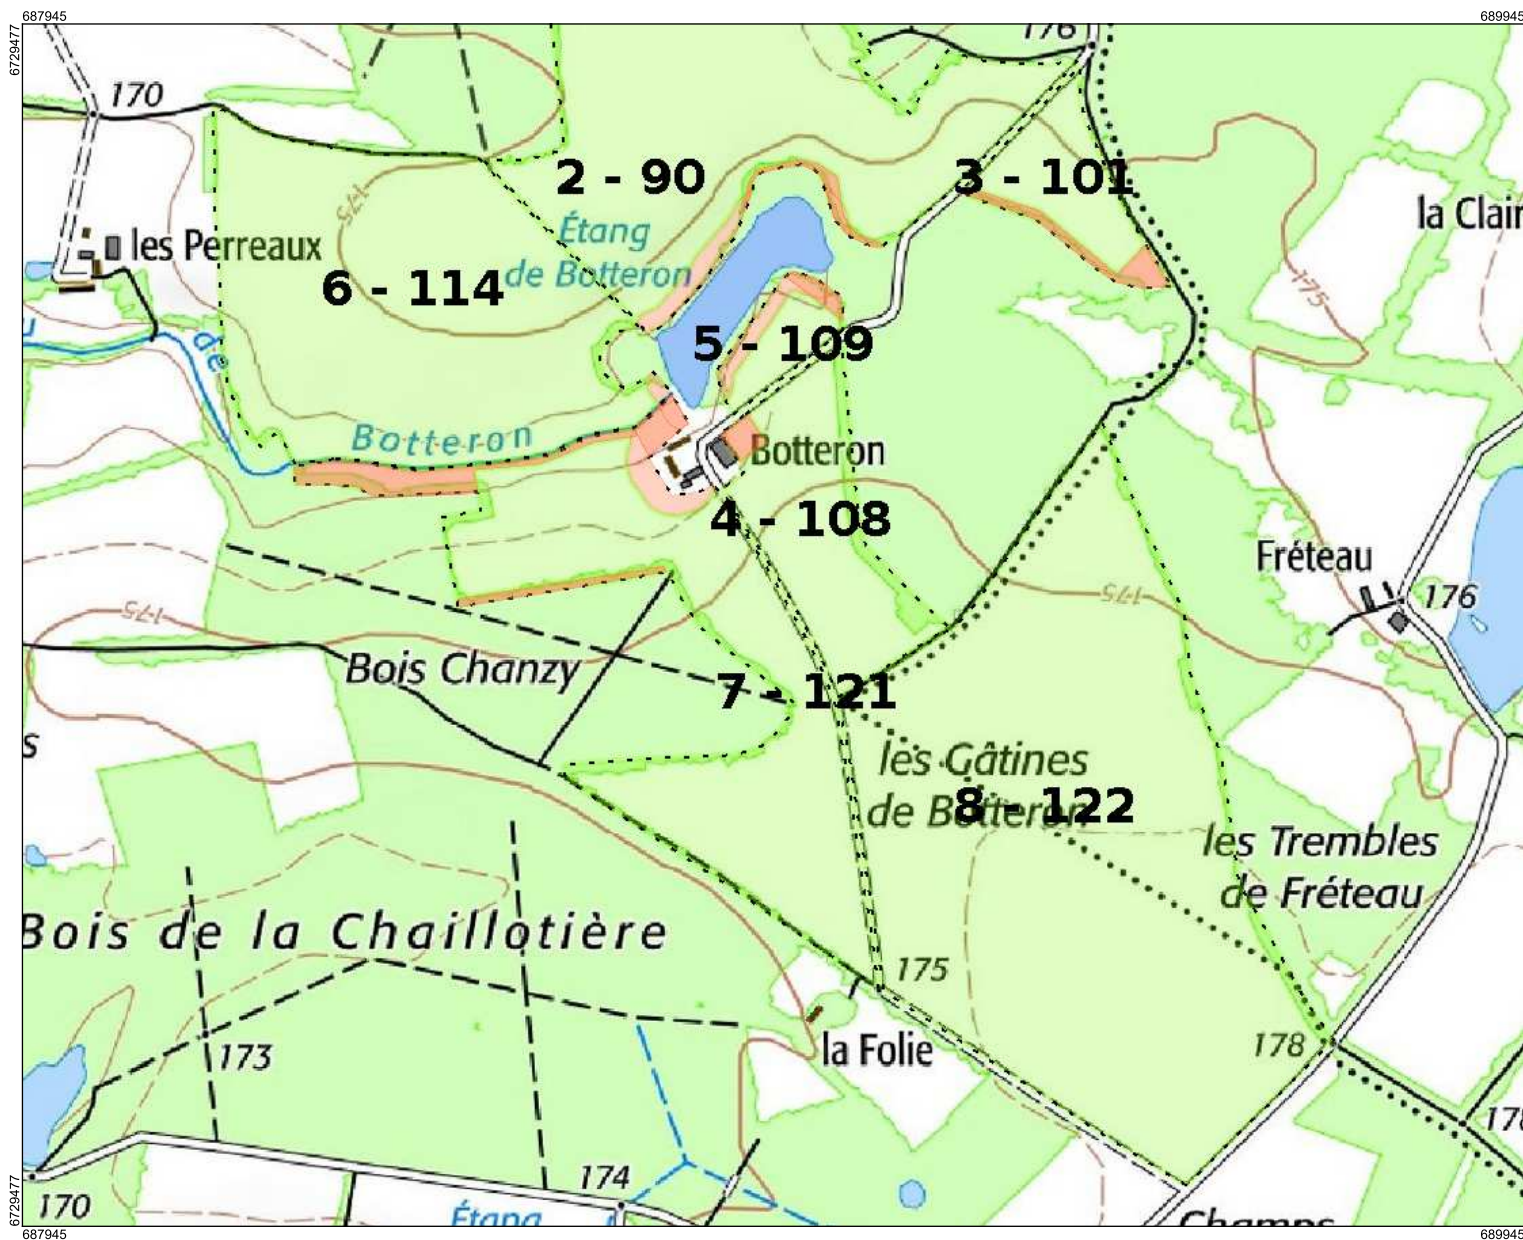 687945
689945
6729477
176
170
2 - 90
3 - 101
175
la Clair
Étang
de Botteron
les Perreaux
6 - 114
175
de
5 - 109
Botteron
Botteron
4 - 108
Fréteau
176
175
175
Bois Chanzy
7 - 121
s
les Gâtines
de Botteron
8 - 122
les Trembles
de Fréteau
Bois de la Chaillotière
175
178
la Folie
173
178
174
170
6729477
Étang
Champs
687945
689945